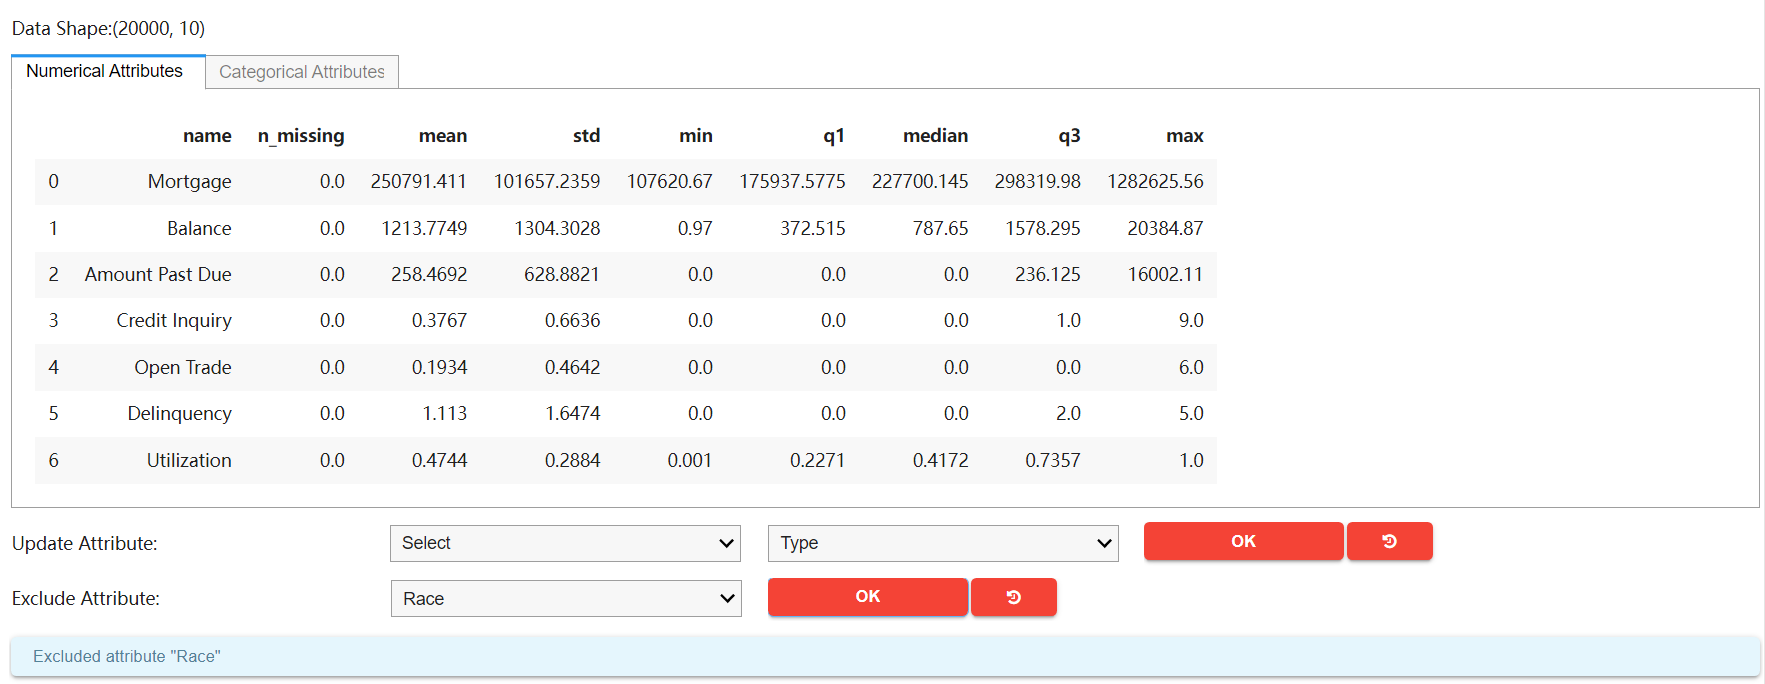 Data Shape:(20000, 10)
Numerical Attributes Categorical Attributes
name n_missing mean std min q1 median q3 max
0 Mortgage 0.0 250791.411 101657.2359 107620.67 175937.5775 227700.145 298319.98 1282625.56
1 Balance 0.0 1213.7749 1304.3028 0.97 372.515 787.65 1578.295 20384.87
2 Amount Past Due 0.0 258.4692 628.8821 0.0 0.0 0.0 236.125 16002.11
3 Credit Inquiry 0.0 0.3767 0.6636 0.0 0.0 0.0 1.0 9.0
4 Open Trade 0.0 0.1934 0.4642 0.0 0.0 0.0 0.0 6.0
5 Delinquency 0.0 1.113 1.6474 0.0 0.0 0.0 2.0 5.0
6 Utilization 0.0 0.4744 0.2884 0.001 0.2271 0.4172 0.7357 1.0
Update Attribute: Select Type OK
Exclude Attribute: Race OK
Excluded attribute "Race"